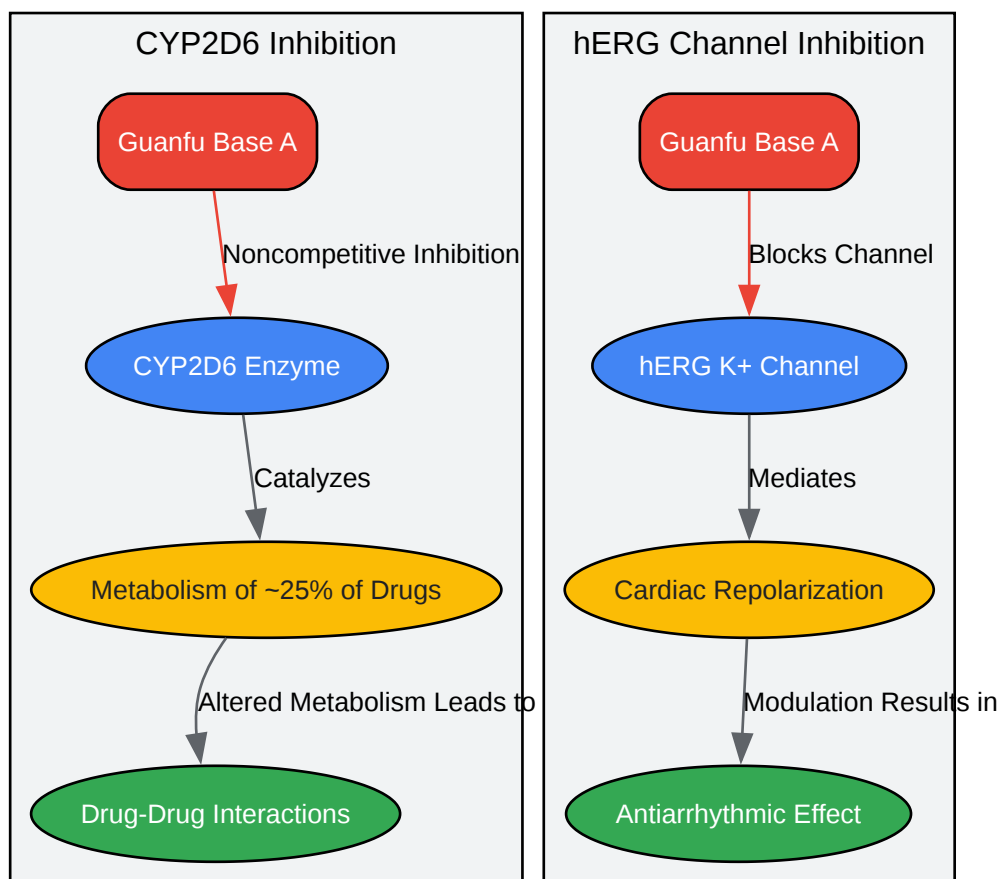 CYP2D6 Inhibition
Guanfu Base A
Noncompetitive Inhibition
CYP2D6 Enzyme
Catalyzes
Metabolism of ~25% of Drugs
Altered Metabolism Leads to
Drug-Drug Interactions
hERG Channel Inhibition
Guanfu Base A
Blocks Channel
hERG K+ Channel
Mediates
Cardiac Repolarization
Modulation Results in
Antiarrhythmic Effect